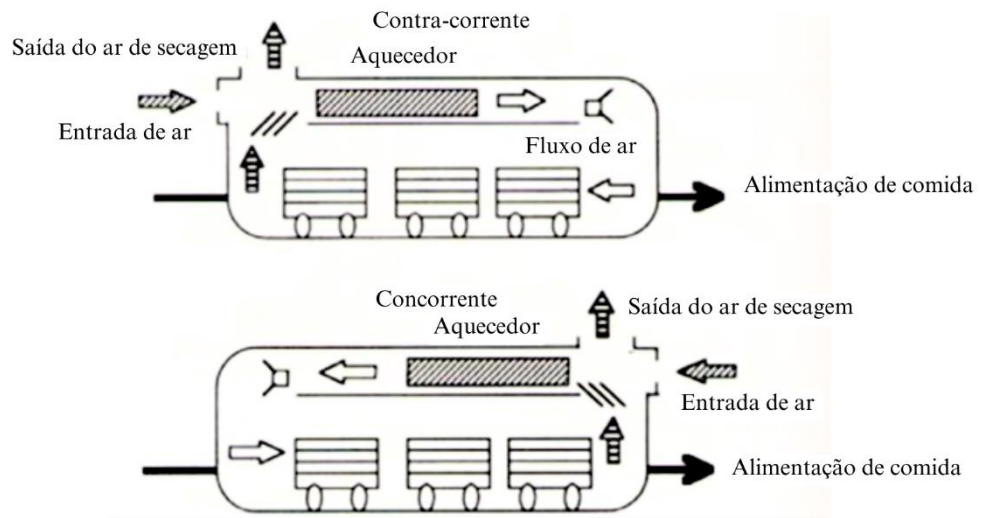 Contra-corrente
Saída do ar de secagem
Aquecedor
Entrada de ar
Fluxo de ar
Alimentação de comida
Concorrente
Saída do ar de secagem
Aquecedor
Entrada de ar
Alimentação de comida